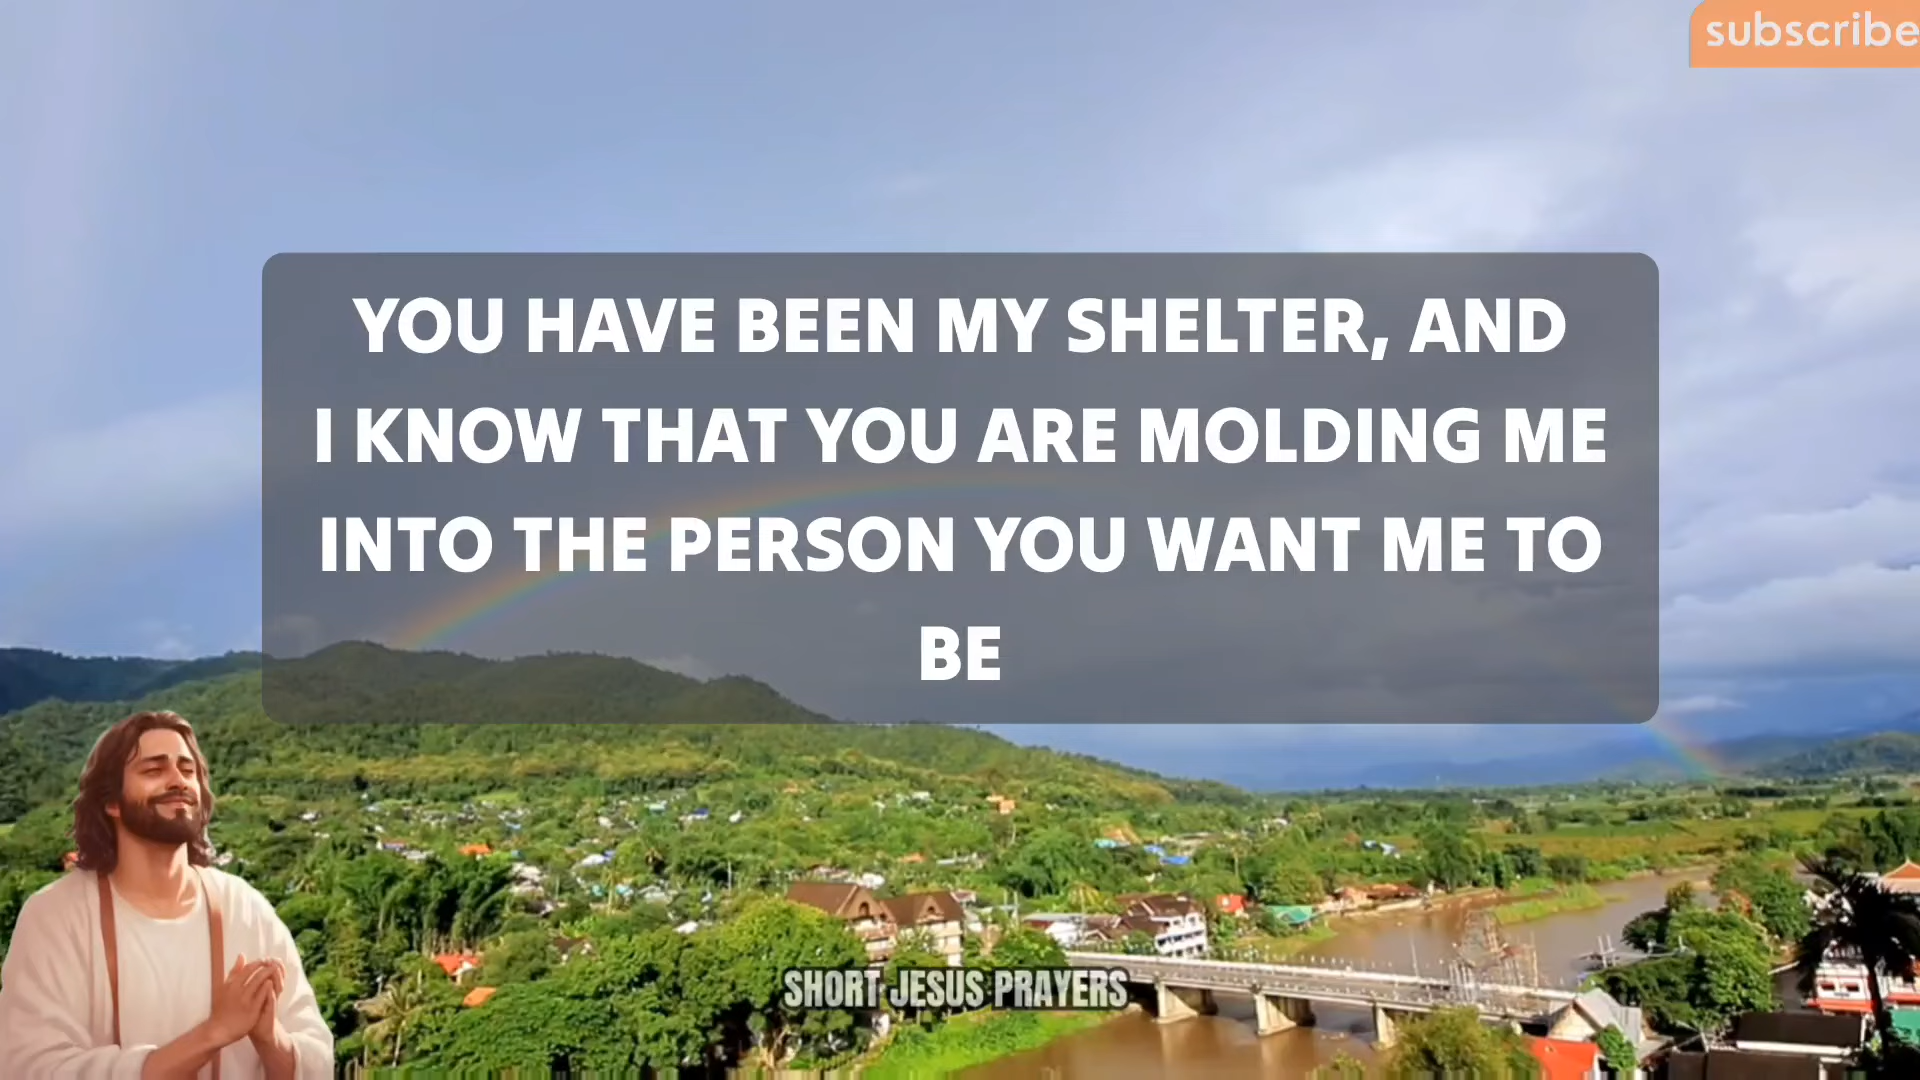 subscribe
YOU HAVE BEEN MY SHELTER, AND
I KNOW THAT YOU ARE MOLDING ME
INTO THE PERSON YOU WANT ME TO
BE
SHORT JESUS PRAYERS